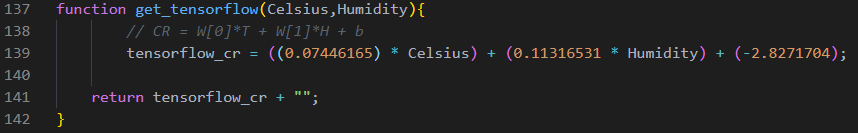 137 function get_tensorflow(Celsius,Humidity){
138 // CR = W[0]*T + W[1]*H + b
139 tensorflow_cr = ((0.07446165) * Celsius) + (0.11316531 * Humidity) + (-2.8271704);
140
141 return tensorflow_cr + "";
142 }